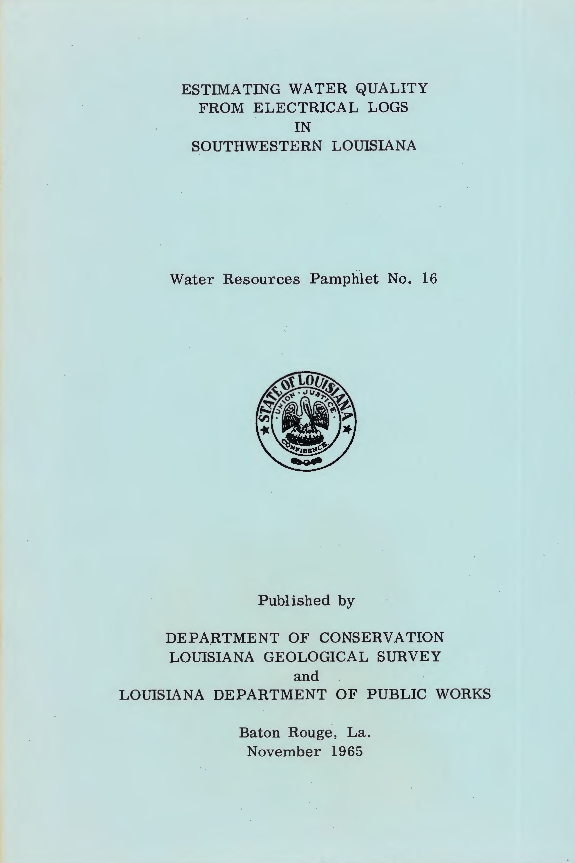 ESTIMATING WATER QUALITY
FROM ELECTRICAL LOGS
IN
SOUTHWESTERN LOUISIANA
Water Resources Pamphlet No. 16
STATE OF LOUISIANA
UNION · JUSTICE
CONFIDENCE
Published by
DEPARTMENT OF CONSERVATION
LOUISIANA GEOLOGICAL SURVEY
and
LOUISIANA DEPARTMENT OF PUBLIC WORKS
Baton Rouge, La.
November 1965